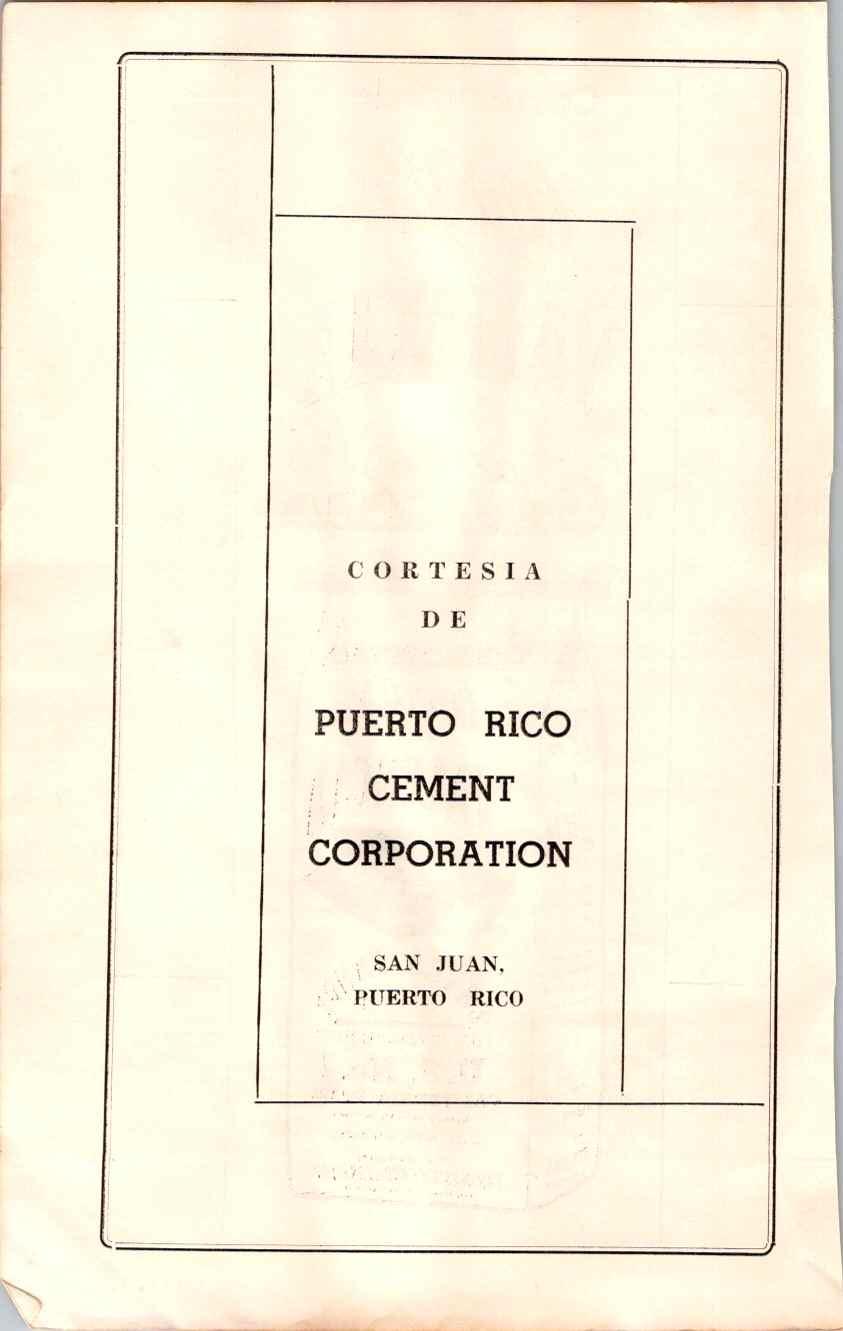 CORTESIA
DE
PUERTO RICO
CEMENT
CORPORATION
SAN JUAN,
PUERTO RICO